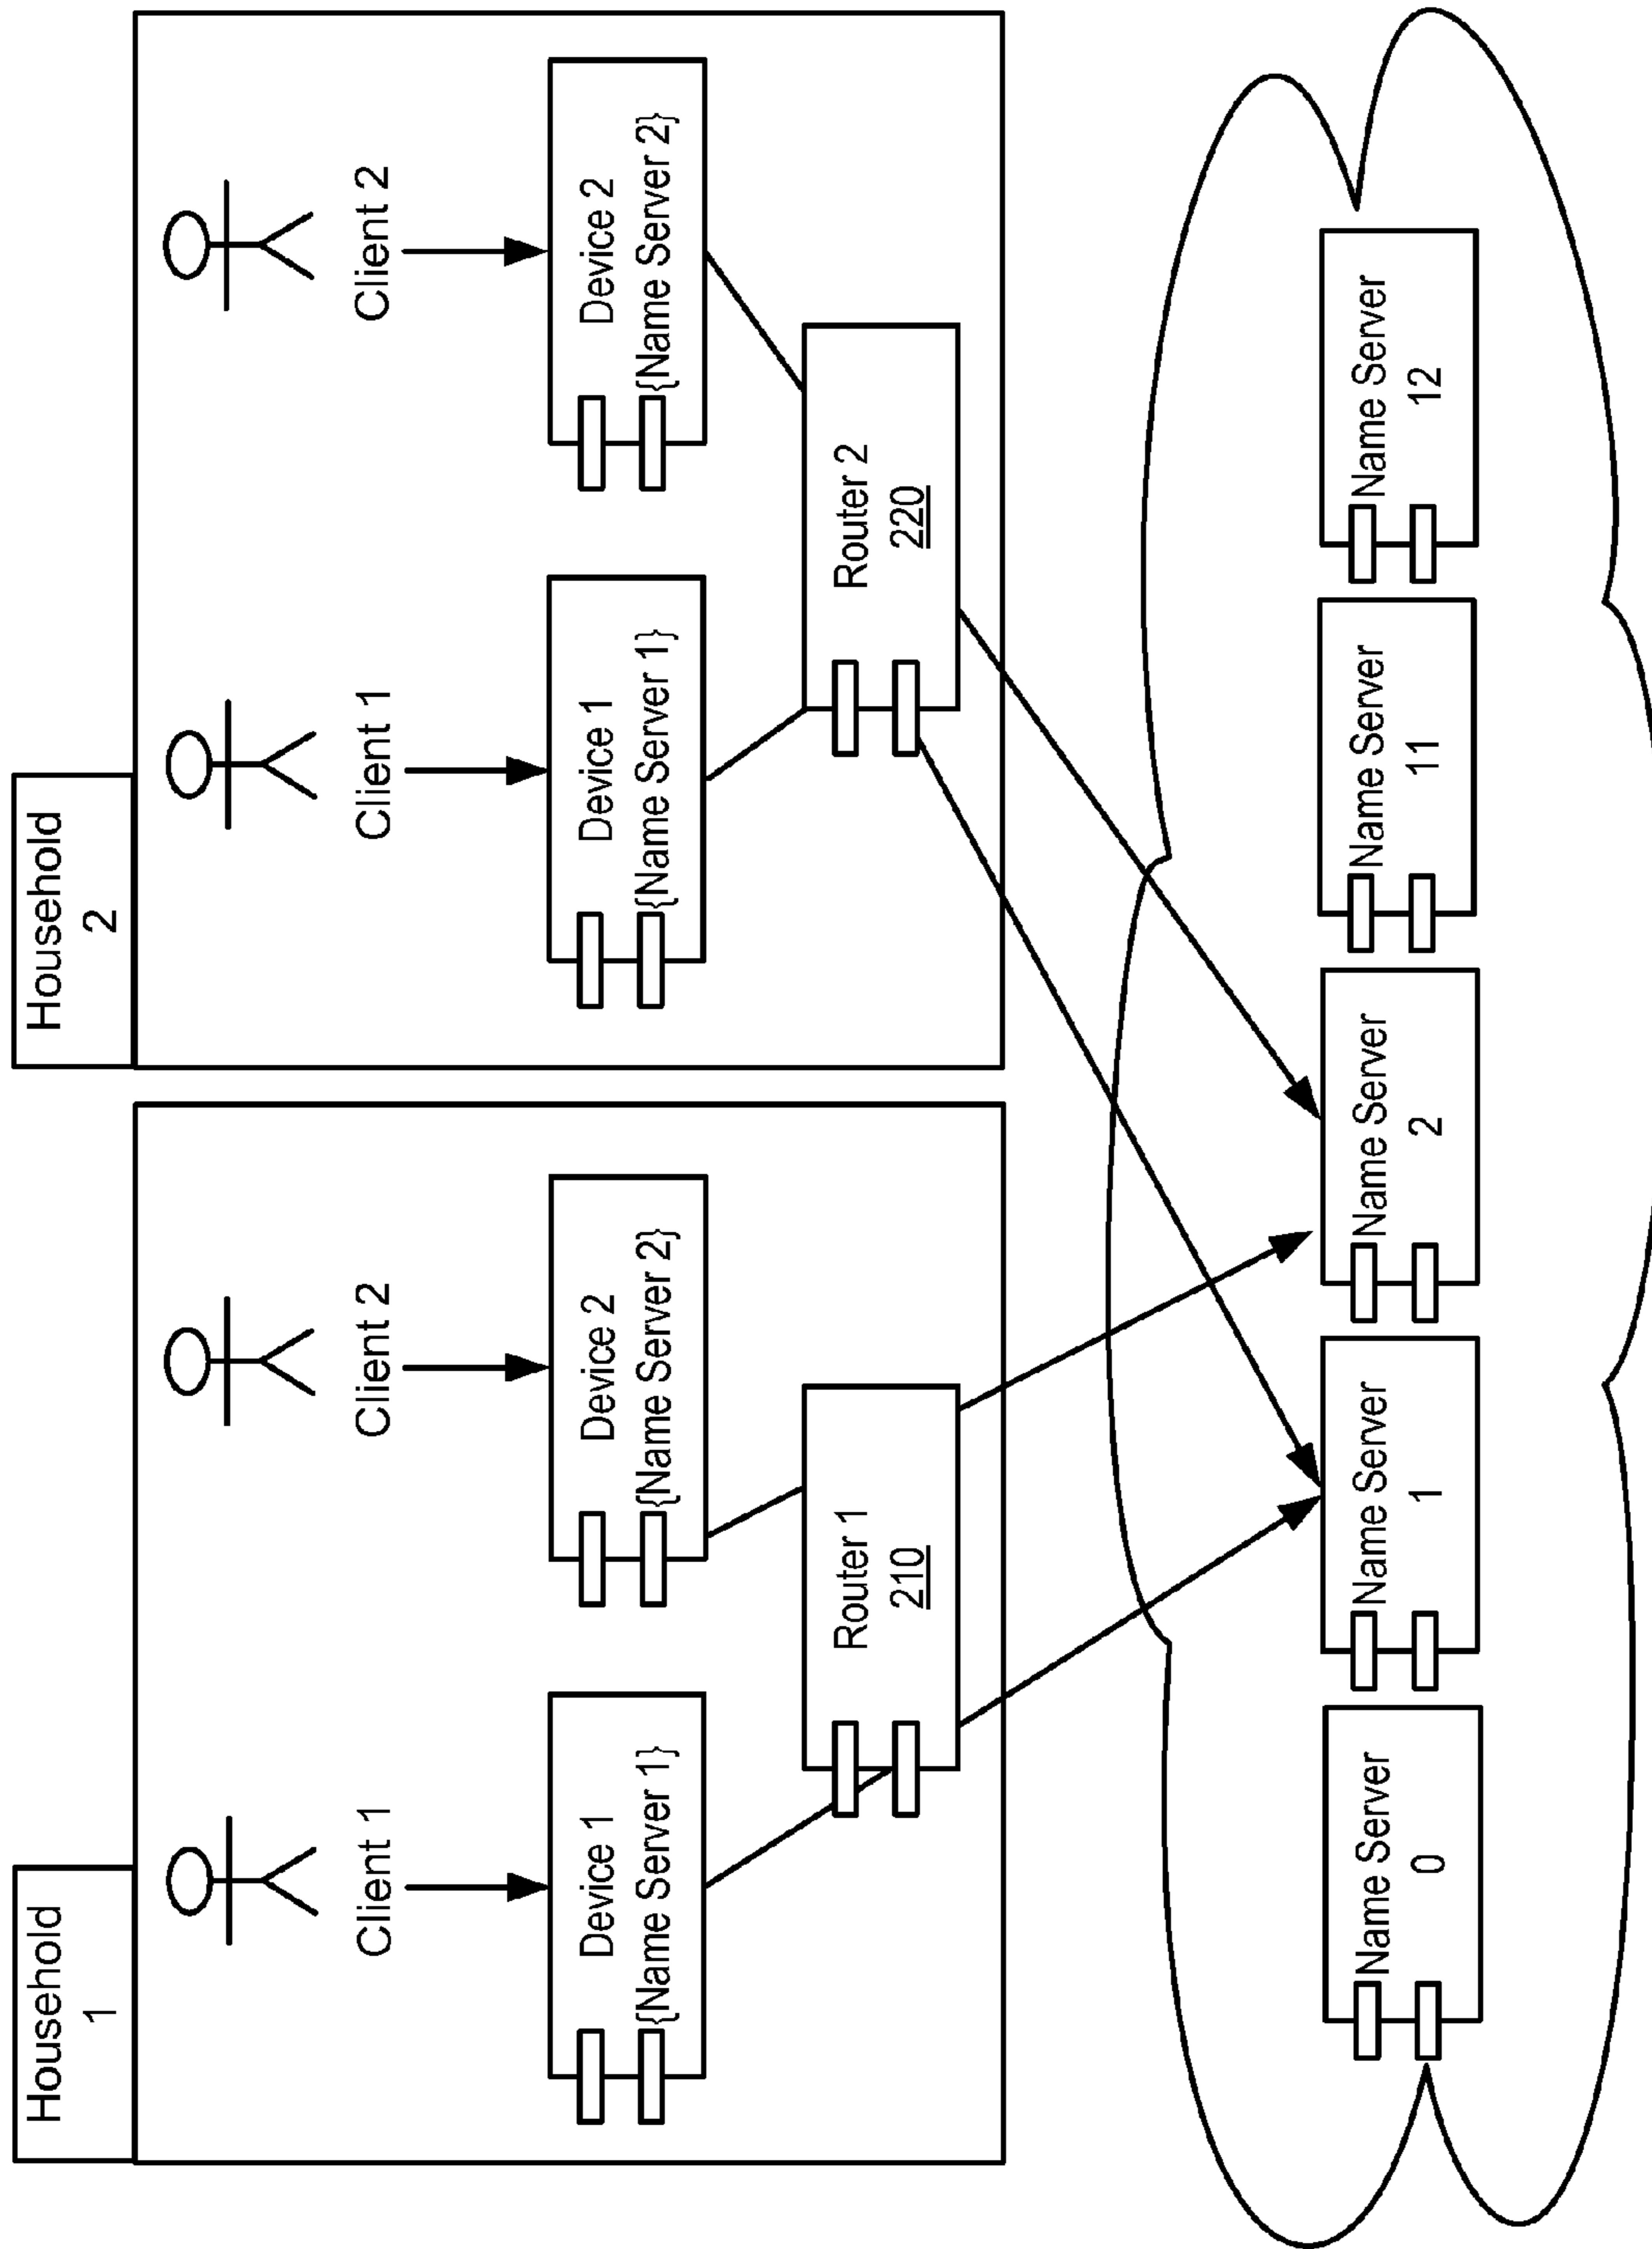 Household
1
Client 1
Client 2
Device 1
{Name Server 1}
Device 2
{Name Server 2}
Router 1
210
Household
2
Client 1
Client 2
Device 1
{Name Server 1}
Device 2
{Name Server 2}
Router 2
220
Name Server
0
Name Server
1
Name Server
2
Name Server
11
Name Server
12